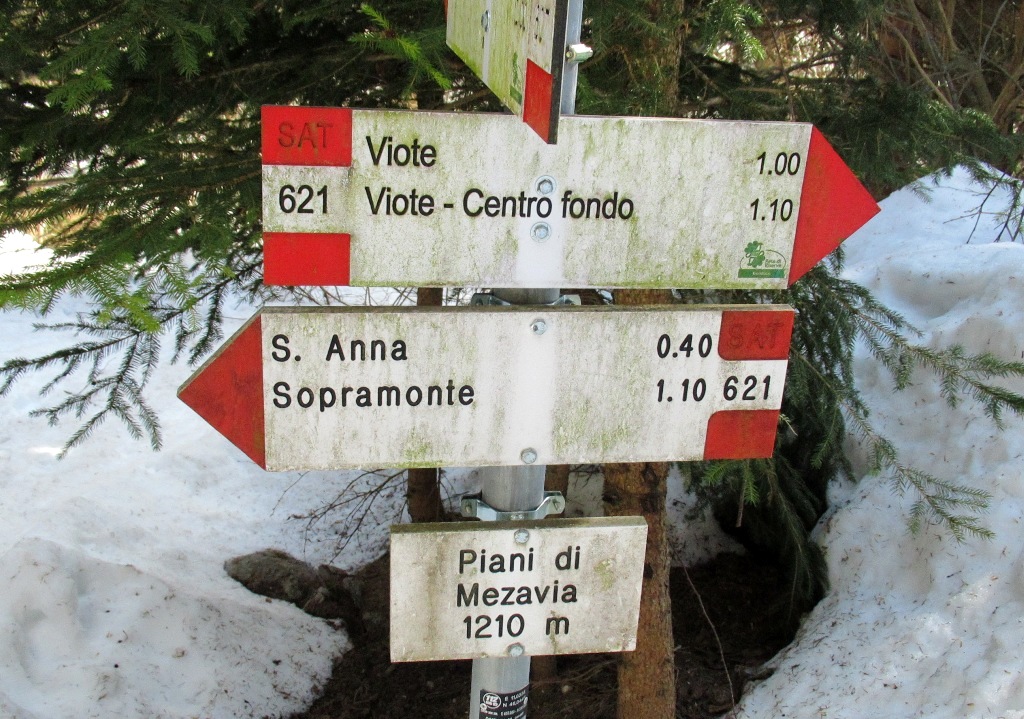 SAT
Viote 1.00
621 Viote - Centro fondo 1.10
S. Anna 0.40 SAT
Sopramonte 1.10 621
Piani di
Mezavia
1210 m